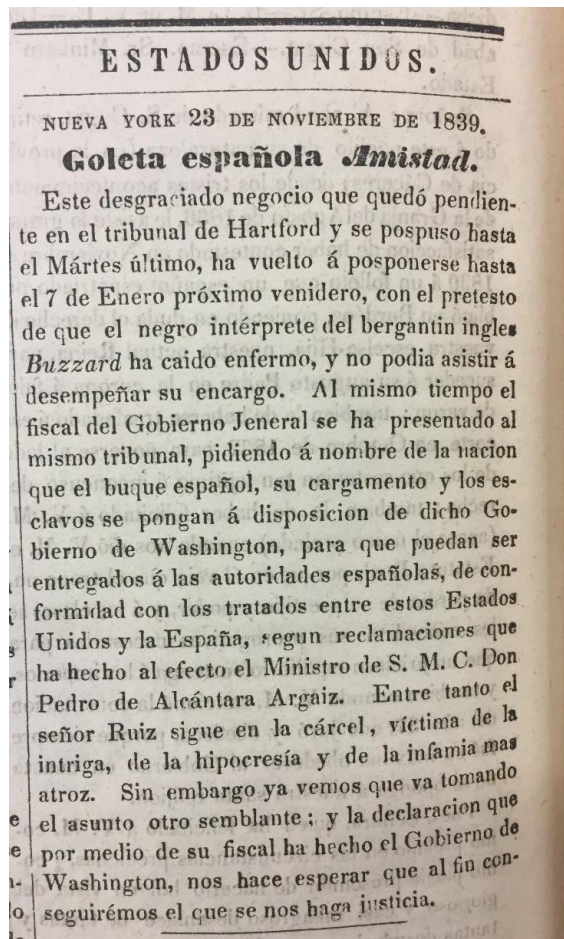 ESTADOS UNIDOS.
NUEVA YORK 23 DE NOVIEMBRE DE 1839.
Goleta española Amistad.
Este desgraciado negocio que quedó pendien-
te en el tribunal de Hartford y se pospuso hasta
el Mártes último, ha vuelto á posponerse hasta
el 7 de Enero próximo venidero, con el pretesto
de que el negro intérprete del bergantin ingles
Buzzard ha caido enfermo, y no podia asistir á
desempeñar su encargo. Al mismo tiempo el
fiscal del Gobierno Jeneral se ha presentado al
mismo tribunal, pidiendo á nombre de la nacion
que el buque español, su cargamento y los es-
clavos se pongan á disposicion de dicho Go-
bierno de Washington, para que puedan ser
entregados á las autoridades españolas, de con-
formidad con los tratados entre estos Estados
Unidos y la España, segun reclamaciones que
ha hecho al efecto el Ministro de S. M. C. Don
Pedro de Alcántara Argaiz. Entre tanto el
señor Ruiz sigue en la cárcel, víctima de la
intriga, de la hipocresía y de la infamia mas
atroz. Sin embargo ya vemos que va tomando
el asunto otro semblante; y la declaracion que
por medio de su fiscal ha hecho el Gobierno de
Washington, nos hace esperar que al fin con-
seguirémos el que se nos haga justicia.